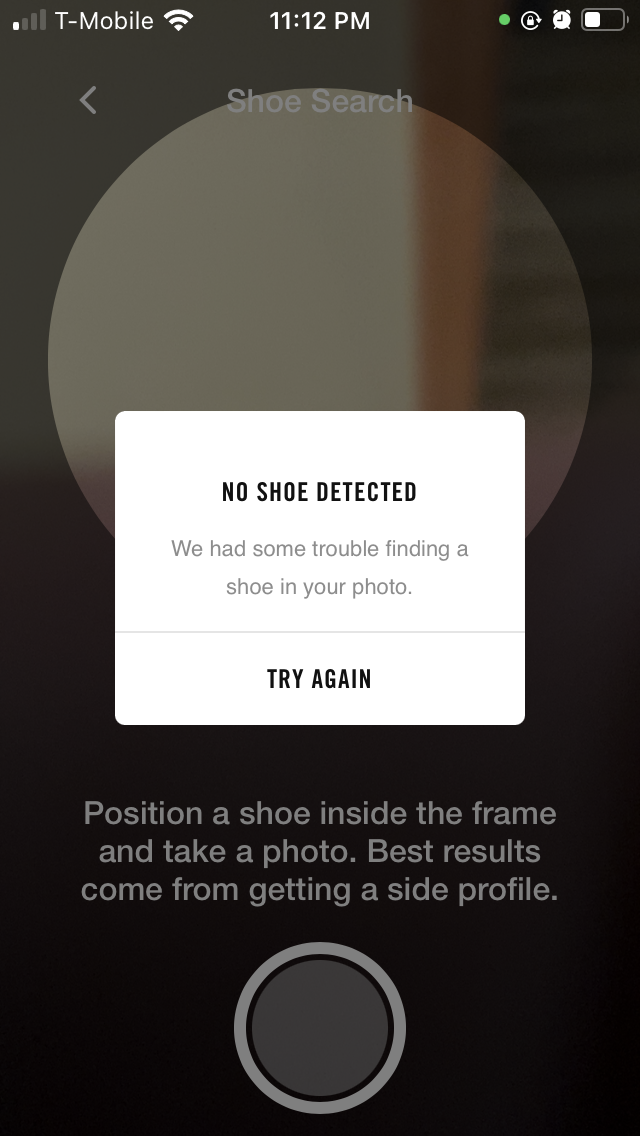 T-Mobile 11:12 PM
Shoe Search
NO SHOE DETECTED
We had some trouble finding a
shoe in your photo.
TRY AGAIN
Position a shoe inside the frame
and take a photo. Best results
come from getting a side profile.